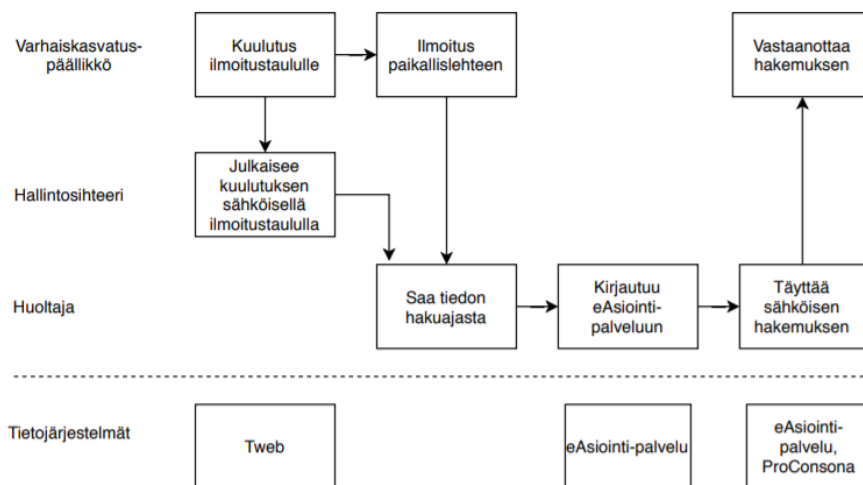 Varhaiskasvatus-
päällikkö
Kuulutus
ilmoitustaululle
Ilmoitus
paikallislehteen
Vastaanottaa
hakemuksen
Hallintosihteeri
Julkaisee
kuulutuksen
sähköisellä
ilmoitustaululla
Huoltaja
Saa tiedon
hakuajasta
Kirjautuu
eAsiointi-
palveluun
Täyttää
sähköisen
hakemuksen
Tietojärjestelmät
Tweb
eAsiointi-palvelu
eAsiointi-
palvelu,
ProConsona